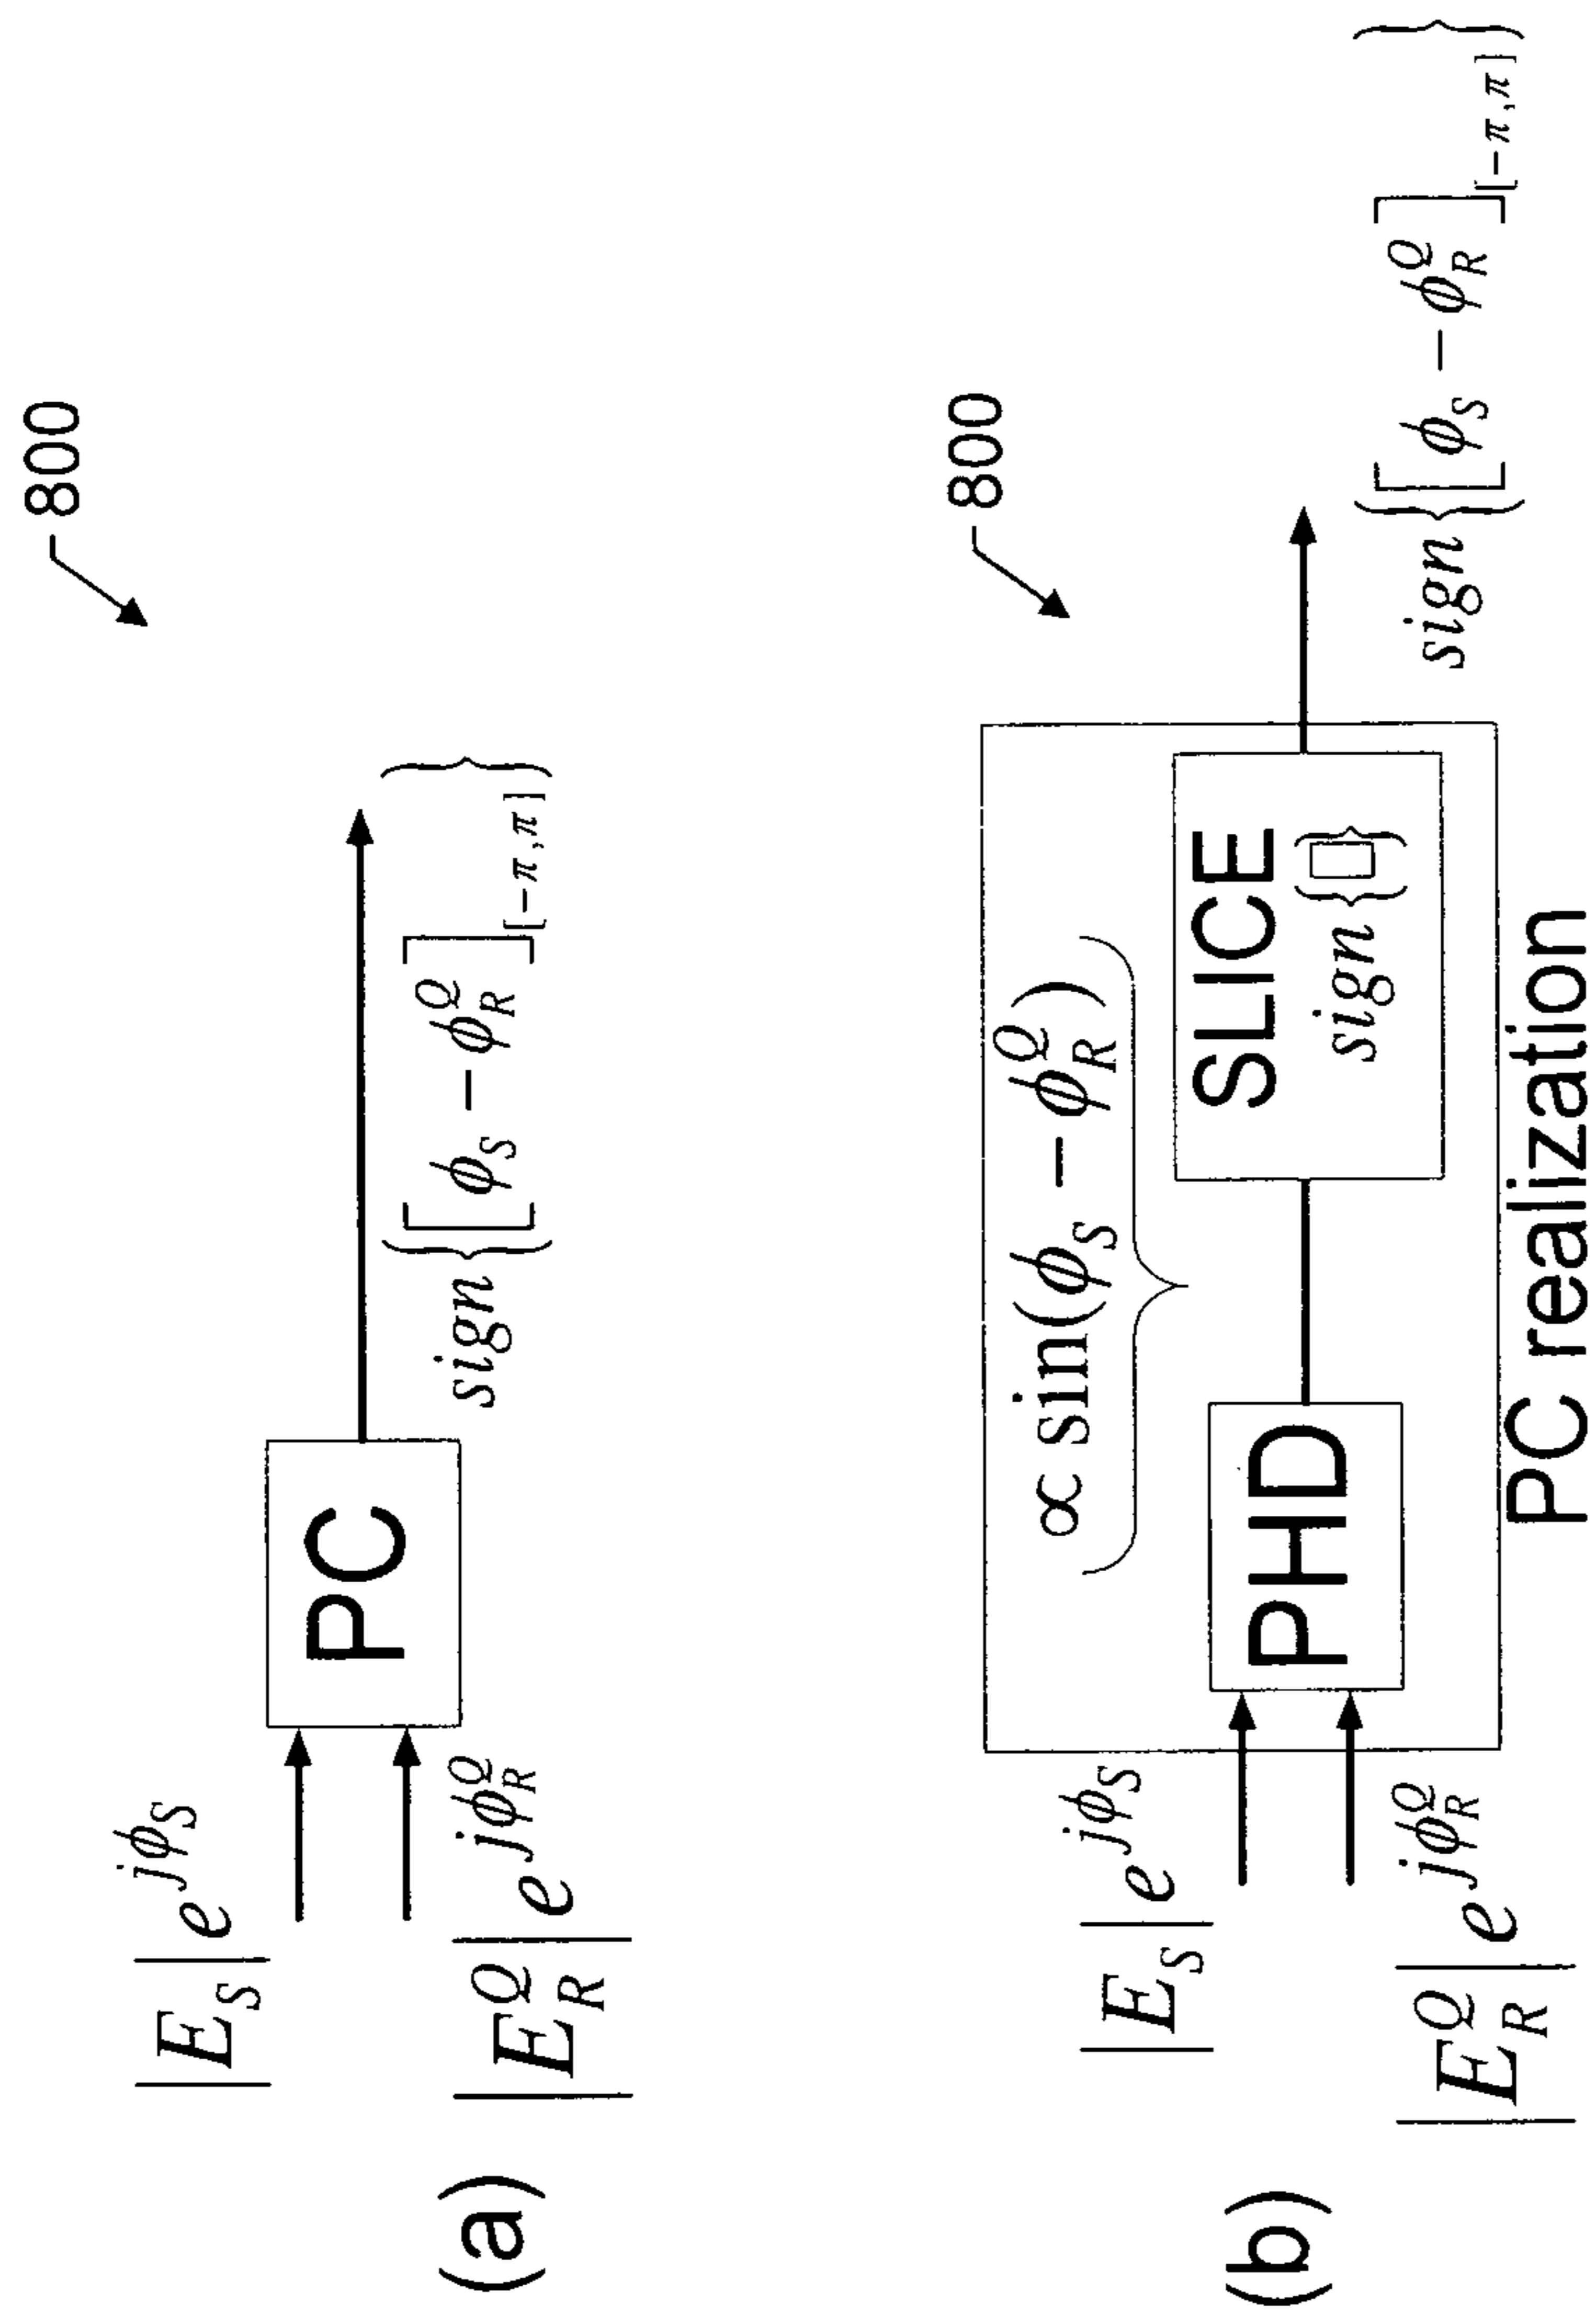 800
|E_S|e^{jϕ_S}
|E_R^Q|e^{jϕ_R^Q}
PC
sign{[ϕ_S − ϕ_R^Q]_{[−π,π]}}
(a)
800
|E_S|e^{jϕ_S}
|E_R^Q|e^{jϕ_R^Q}
PHD
∝ sin(ϕ_S − ϕ_R^Q)
SLICE
sign{□}
sign{[ϕ_S − ϕ_R^Q]_{[−π,π]}}
PC realization
(b)